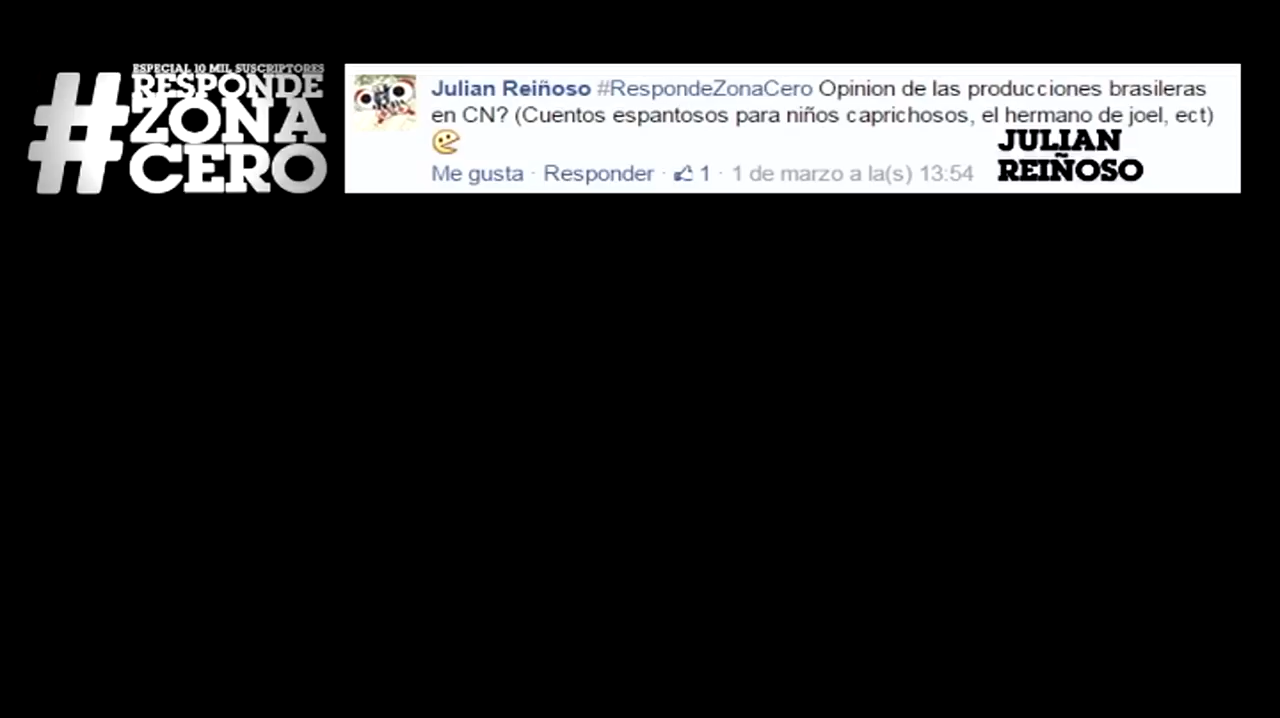 ESPECIAL 10 MIL SUSCRIPTORES
#RESPONDE
ZONA
CERO
Julian Reiñoso #RespondeZonaCero Opinion de las producciones brasileras
en CN? (Cuentos espantosos para niños caprichosos, el hermano de joel, ect)
Me gusta · Responder · 1 · 1 de marzo a la(s) 13:54
JULIAN
REIÑOSO